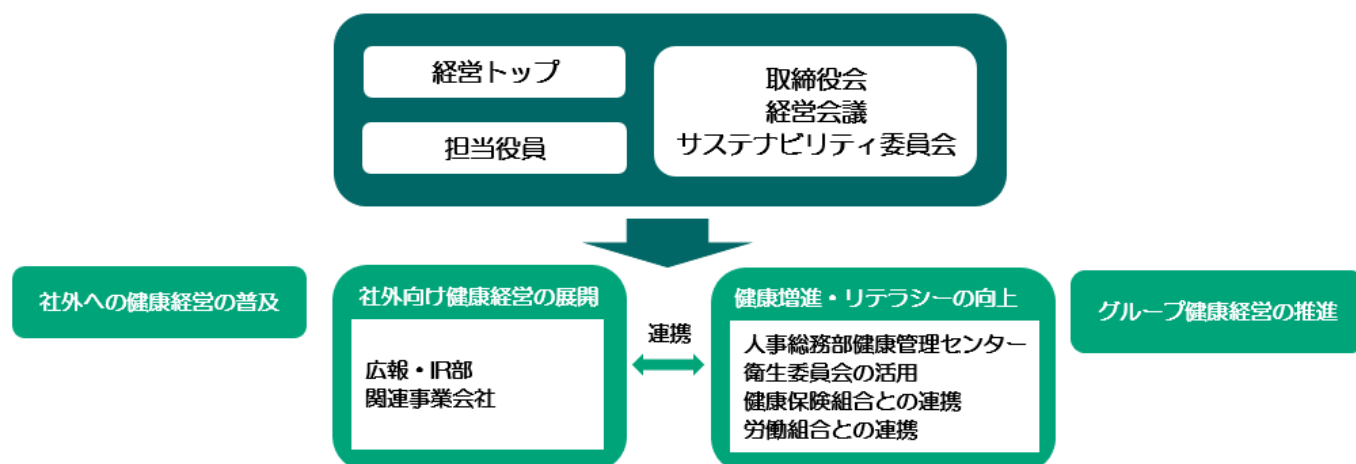 経営トップ
担当役員
取締役会
経営会議
サステナビリティ委員会
社外への健康経営の普及
社外向け健康経営の展開
広報・IR部
関連事業会社
連携
健康増進・リテラシーの向上
人事総務部健康管理センター
衛生委員会の活用
健康保険組合との連携
労働組合との連携
グループ健康経営の推進